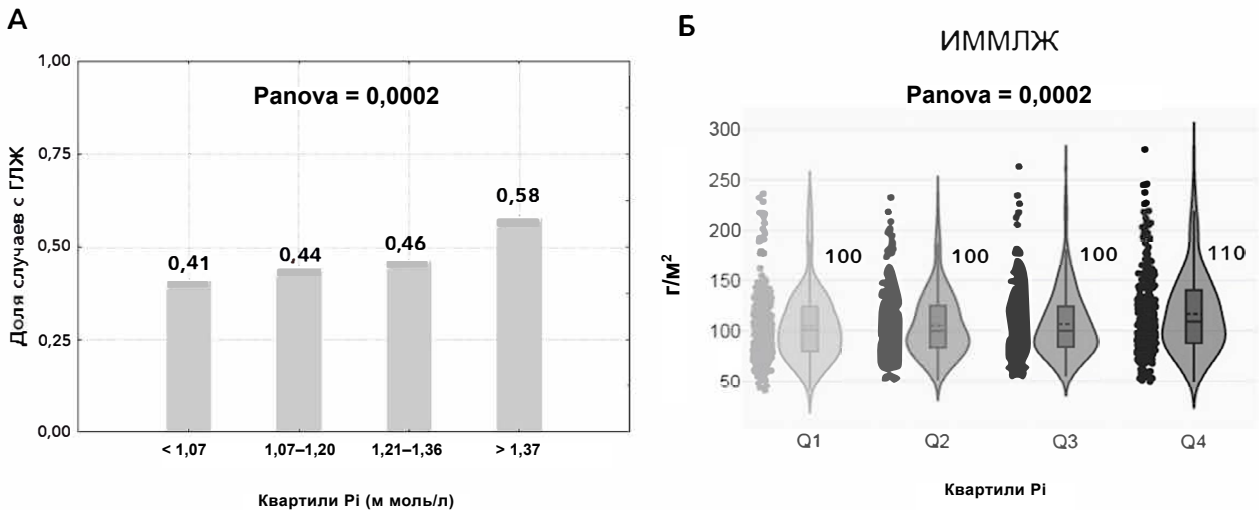 А
Panova = 0,0002
Доля случаев с ГЛЖ
1,00
0,75
0,50
0,25
0,00
0,41
0,44
0,46
0,58
< 1,07
1,07–1,20
1,21–1,36
> 1,37
Квартили Pi (м моль/л)
Б
ИММЛЖ
Panova = 0,0002
г/м²
300
250
200
150
100
50
100
100
100
110
Q1
Q2
Q3
Q4
Квартили Pi